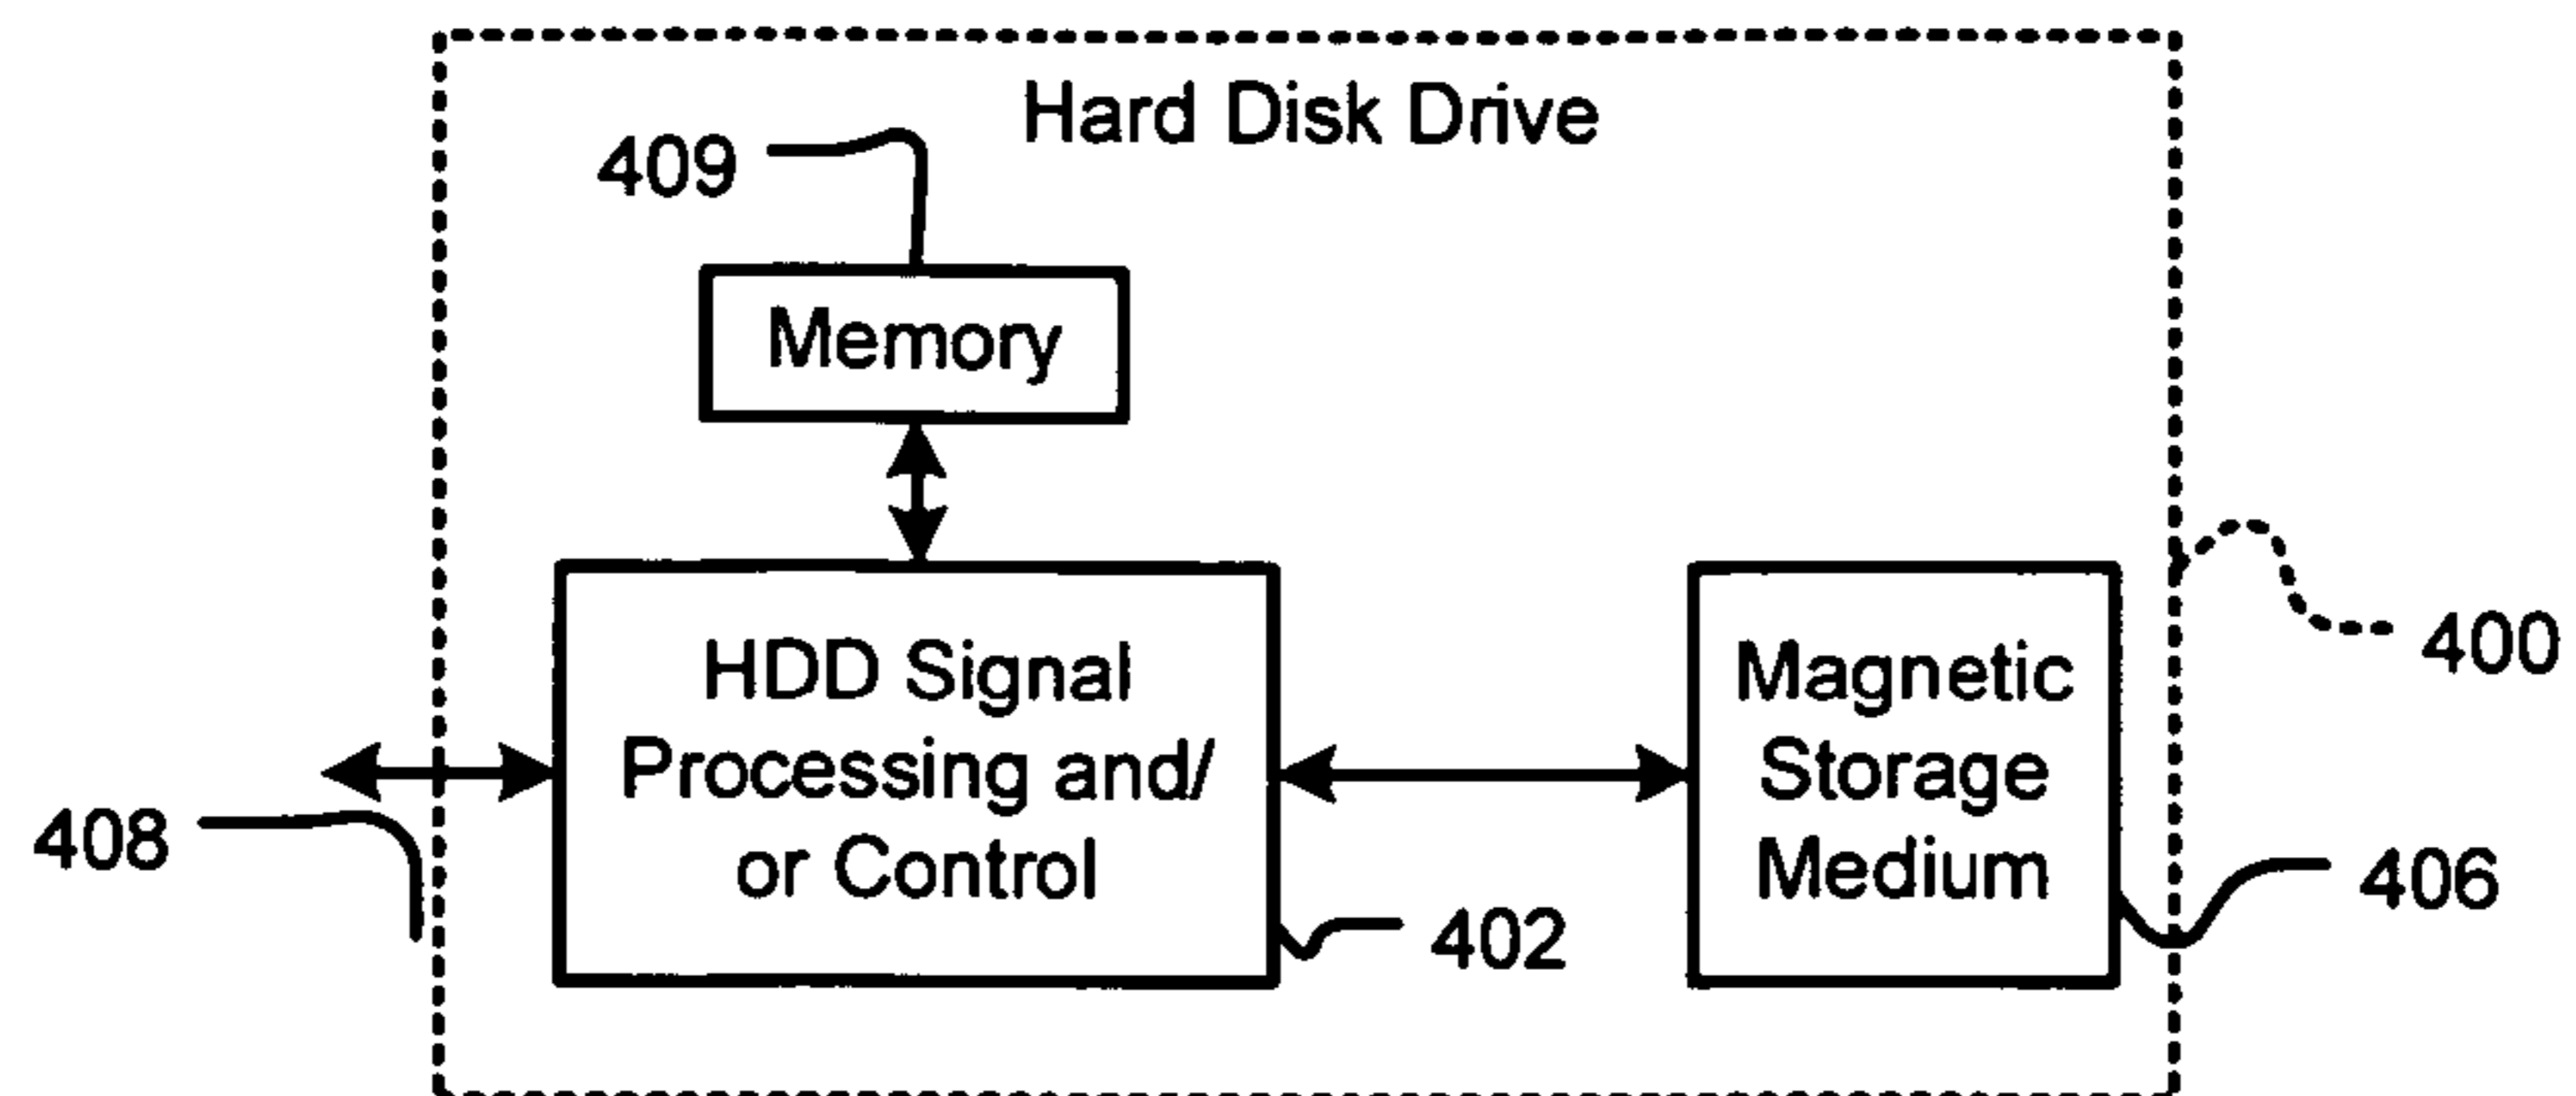 Hard Disk Drive
409
Memory
HDD Signal
Processing and/
or Control
Magnetic
Storage
Medium
400
408
402
406